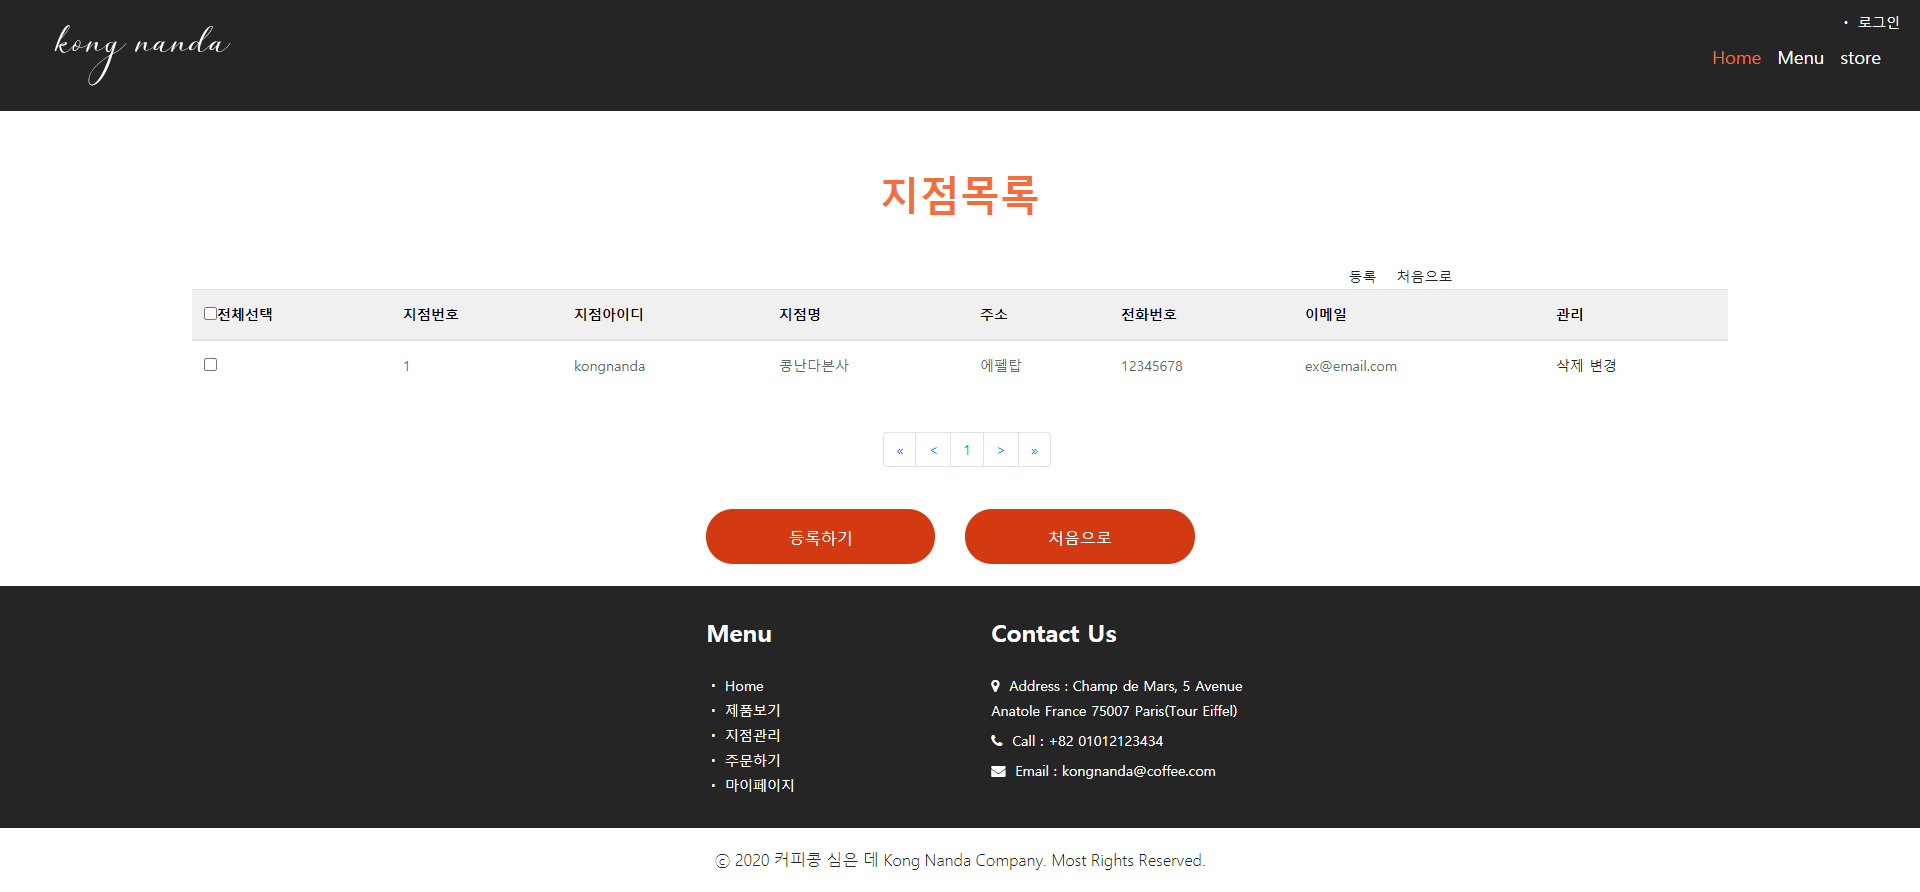 kong nanda
・ 로그인
Home Menu store
지점목록
등록 처음으로
전체선택 지점번호 지점아이디 지점명 주소 전화번호 이메일 관리
1 kongnanda 콩난다본사 에펠탑 12345678 ex@email.com 삭제 변경
« < 1 > »
등록하기 처음으로
Menu
・ Home
・ 제품보기
・ 지점관리
・ 주문하기
・ 마이페이지
Contact Us
Address : Champ de Mars, 5 Avenue
Anatole France 75007 Paris(Tour Eiffel)
Call : +82 01012123434
Email : kongnanda@coffee.com
ⓒ 2020 커피콩 심은 데 Kong Nanda Company. Most Rights Reserved.